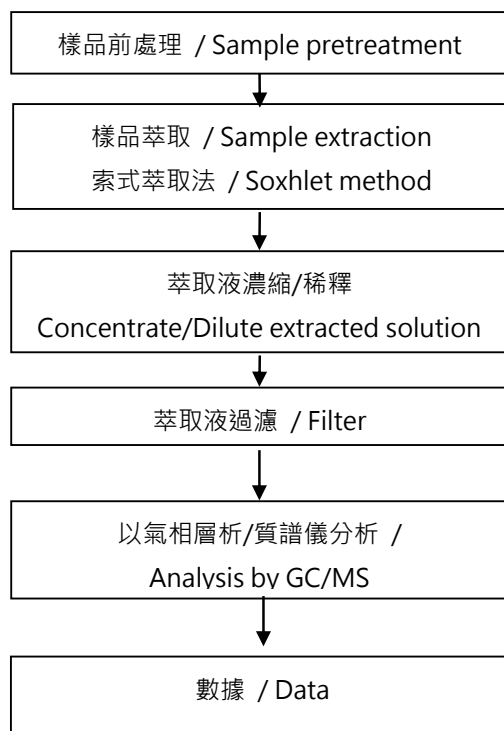 樣品前處理 / Sample pretreatment
樣品萃取 / Sample extraction
索式萃取法 / Soxhlet method
萃取液濃縮/稀釋
Concentrate/Dilute extracted solution
萃取液過濾 / Filter
以氣相層析/質譜儀分析 /
Analysis by GC/MS
數據 / Data